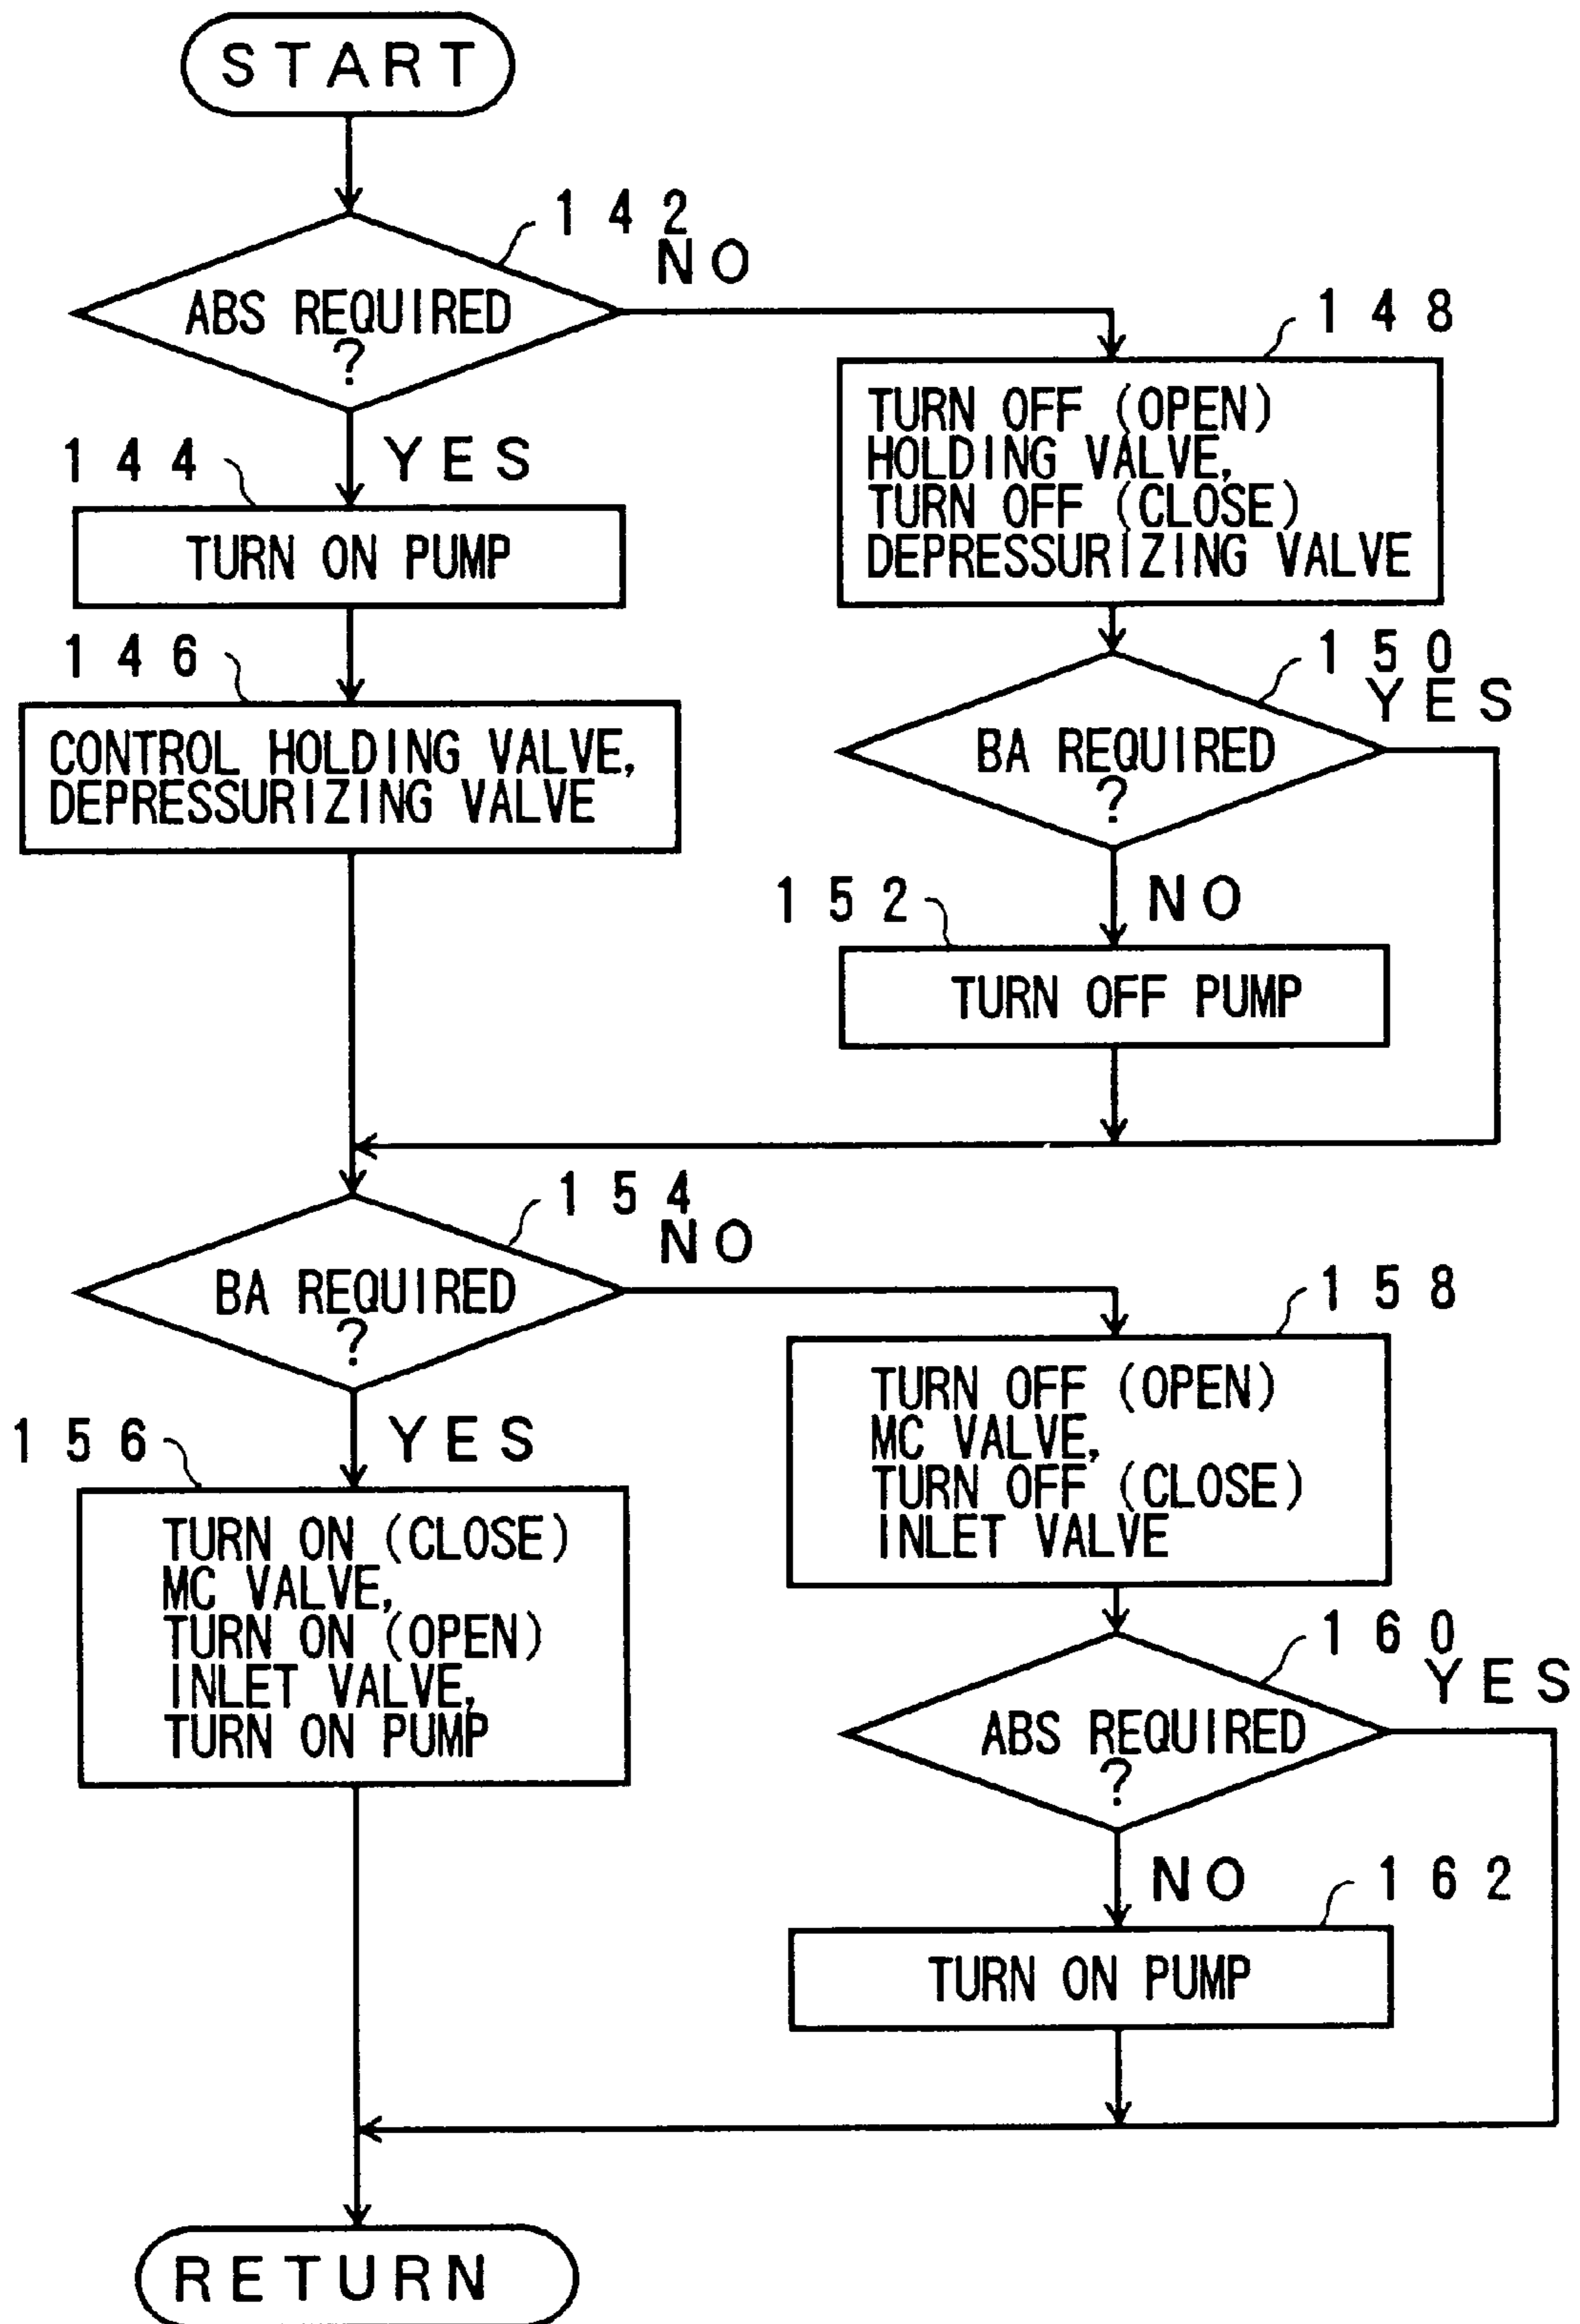 START
142
NO
ABS REQUIRED
?
148
TURN OFF (OPEN)
HOLDING VALVE,
TURN OFF (CLOSE)
DEPRESSURIZING VALVE
144
YES
TURN ON PUMP
146
CONTROL HOLDING VALVE,
DEPRESSURIZING VALVE
150
YES
BA REQUIRED
?
NO
152
TURN OFF PUMP
154
NO
BA REQUIRED
?
158
TURN OFF (OPEN)
MC VALVE,
TURN OFF (CLOSE)
INLET VALVE
156
YES
TURN ON (CLOSE)
MC VALVE,
TURN ON (OPEN)
INLET VALVE,
TURN ON PUMP
160
YES
ABS REQUIRED
?
NO
162
TURN ON PUMP
RETURN